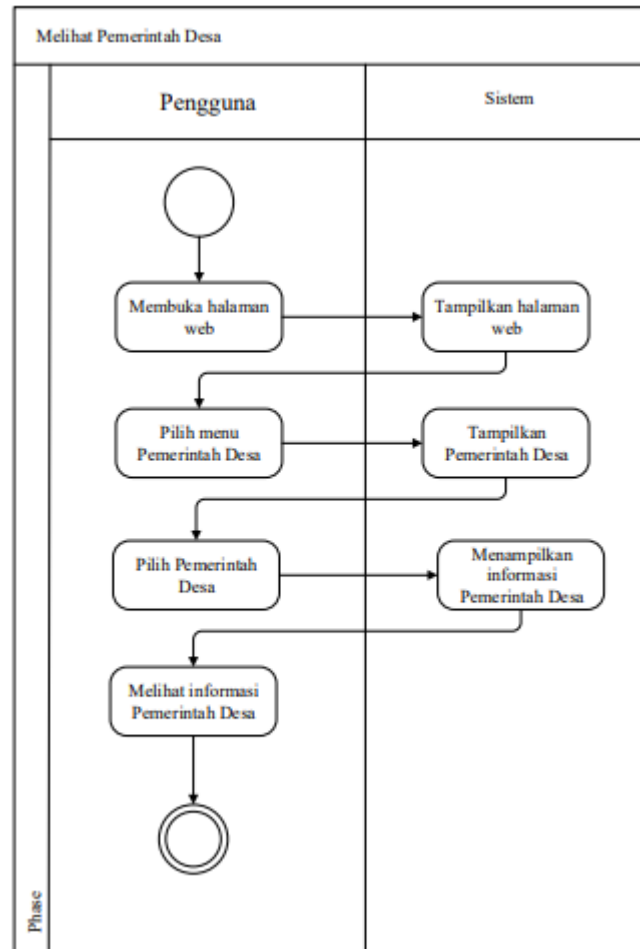 Melihat Pemerintah Desa
Pengguna
Sistem
Membuka halaman
web
Tampilkan halaman
web
Pilih menu
Pemerintah Desa
Tampilkan
Pemerintah Desa
Pilih Pemerintah
Desa
Menampilkan
informasi
Pemerintah Desa
Melihat informasi
Pemerintah Desa
Phase